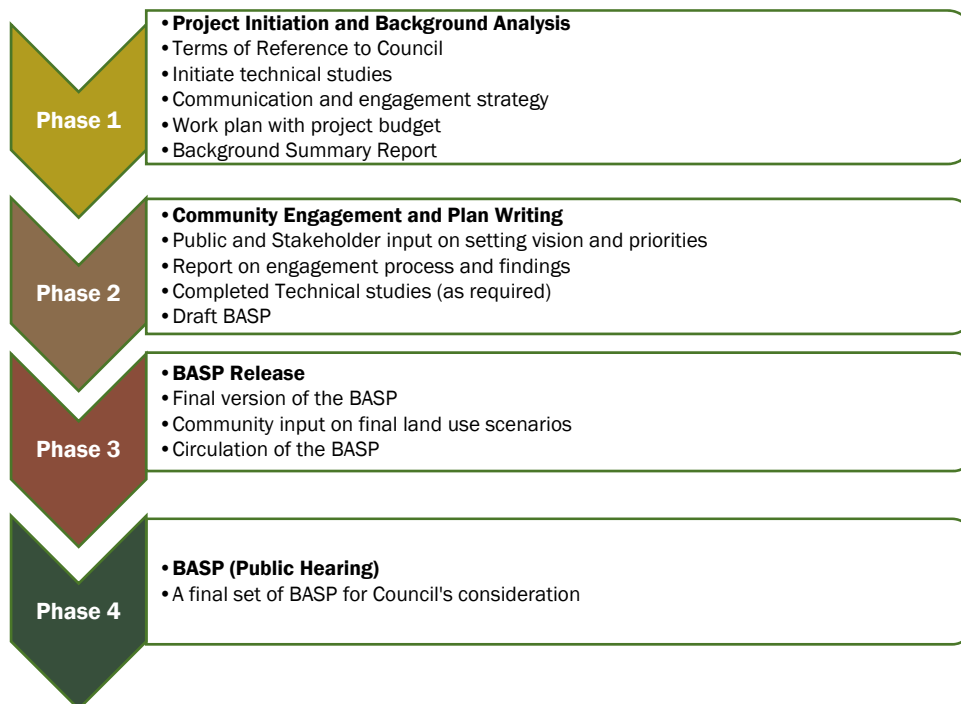 Phase 1
• Project Initiation and Background Analysis
• Terms of Reference to Council
• Initiate technical studies
• Communication and engagement strategy
• Work plan with project budget
• Background Summary Report
Phase 2
• Community Engagement and Plan Writing
• Public and Stakeholder input on setting vision and priorities
• Report on engagement process and findings
• Completed Technical studies (as required)
• Draft BASP
Phase 3
• BASP Release
• Final version of the BASP
• Community input on final land use scenarios
• Circulation of the BASP
Phase 4
• BASP (Public Hearing)
• A final set of BASP for Council's consideration